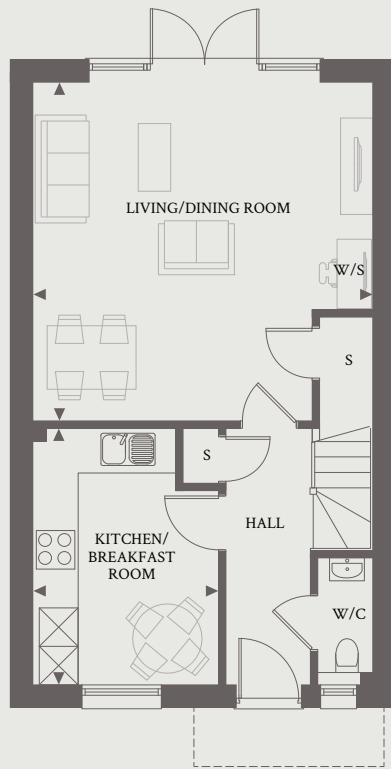 LIVING/DINING ROOM
W/S
S
S
HALL
KITCHEN/
BREAKFAST
ROOM
W/C